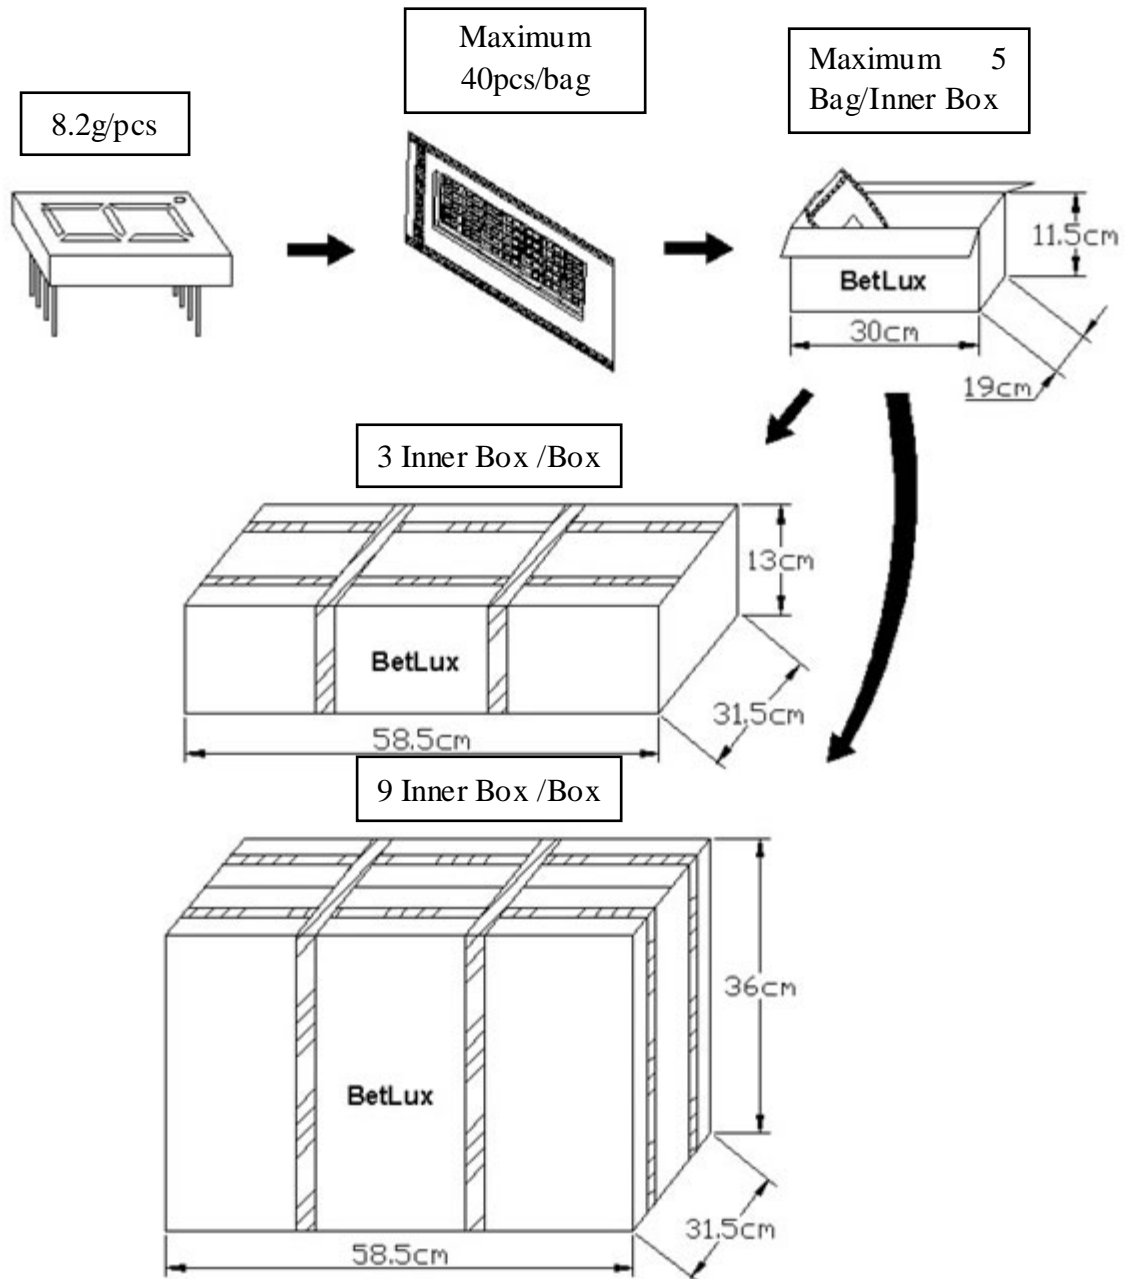 Maximum
40pcs/bag
Maximum 5
Bag/Inner Box
8.2g/pcs
11.5cm
BetLux
30cm
19cm
3 Inner Box /Box
13cm
BetLux
31.5cm
58.5cm
9 Inner Box /Box
36cm
BetLux
31.5cm
58.5cm